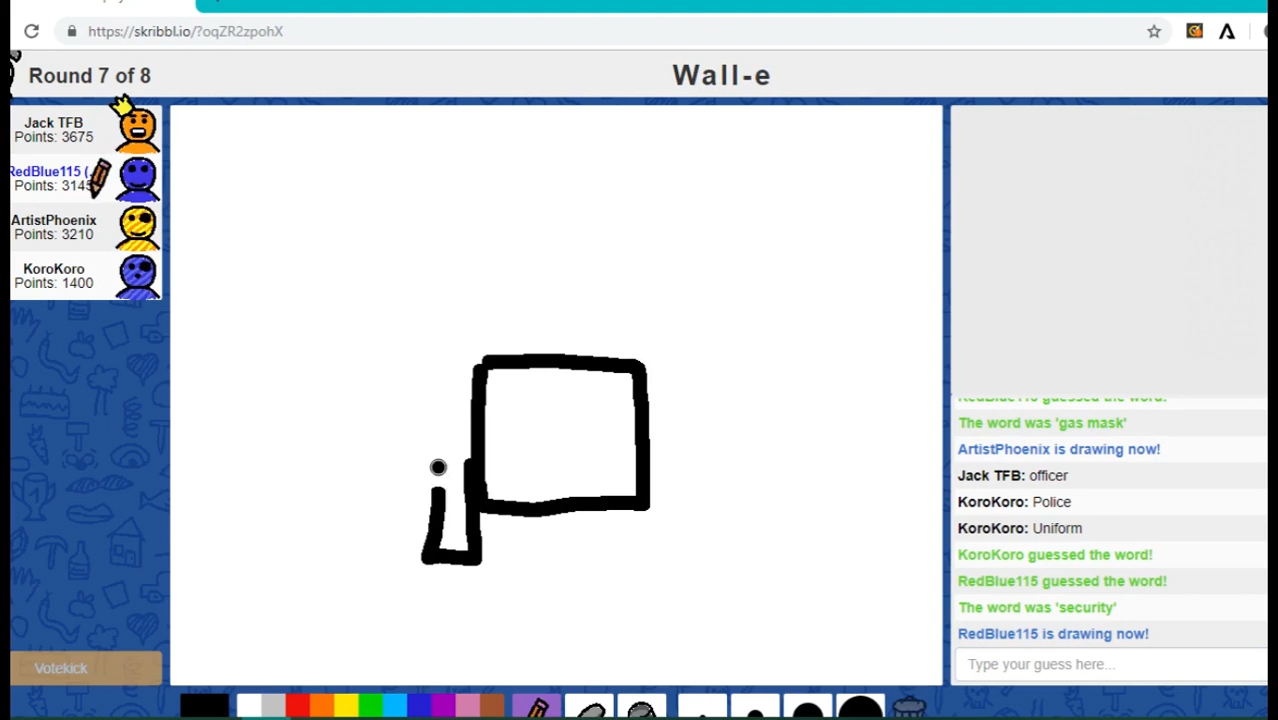 https://skribbl.io/?oqZR2zpohX
Round 7 of 8
Wall-e
Jack TFB
Points: 3675
RedBlue115 (
Points: 3145
ArtistPhoenix
Points: 3210
KoroKoro
Points: 1400
Votekick
guessed the word!
The word was 'gas mask'
ArtistPhoenix is drawing now!
Jack TFB: officer
KoroKoro: Police
KoroKoro: Uniform
KoroKoro guessed the word!
RedBlue115 guessed the word!
The word was 'security'
RedBlue115 is drawing now!
Type your guess here...